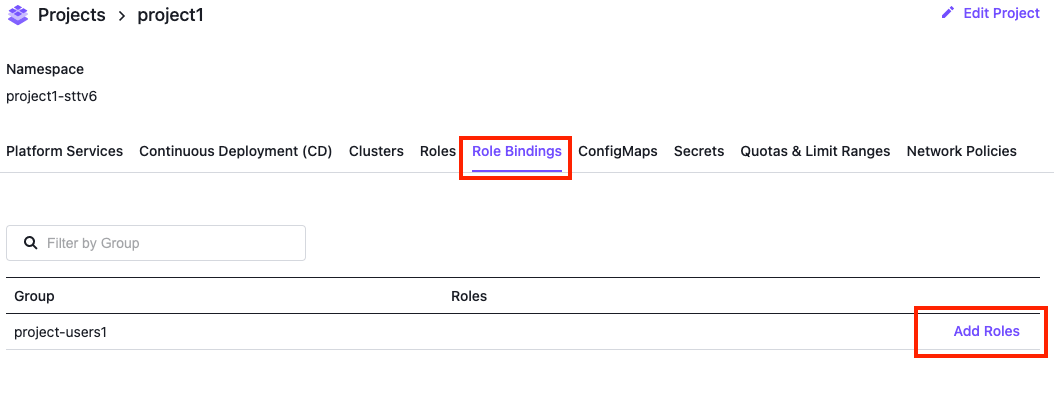 Projects > project1
Edit Project
Namespace
project1-sttv6
Platform Services Continuous Deployment (CD) Clusters Roles Role Bindings ConfigMaps Secrets Quotas & Limit Ranges Network Policies
Filter by Group
Group Roles
project-users1 Add Roles